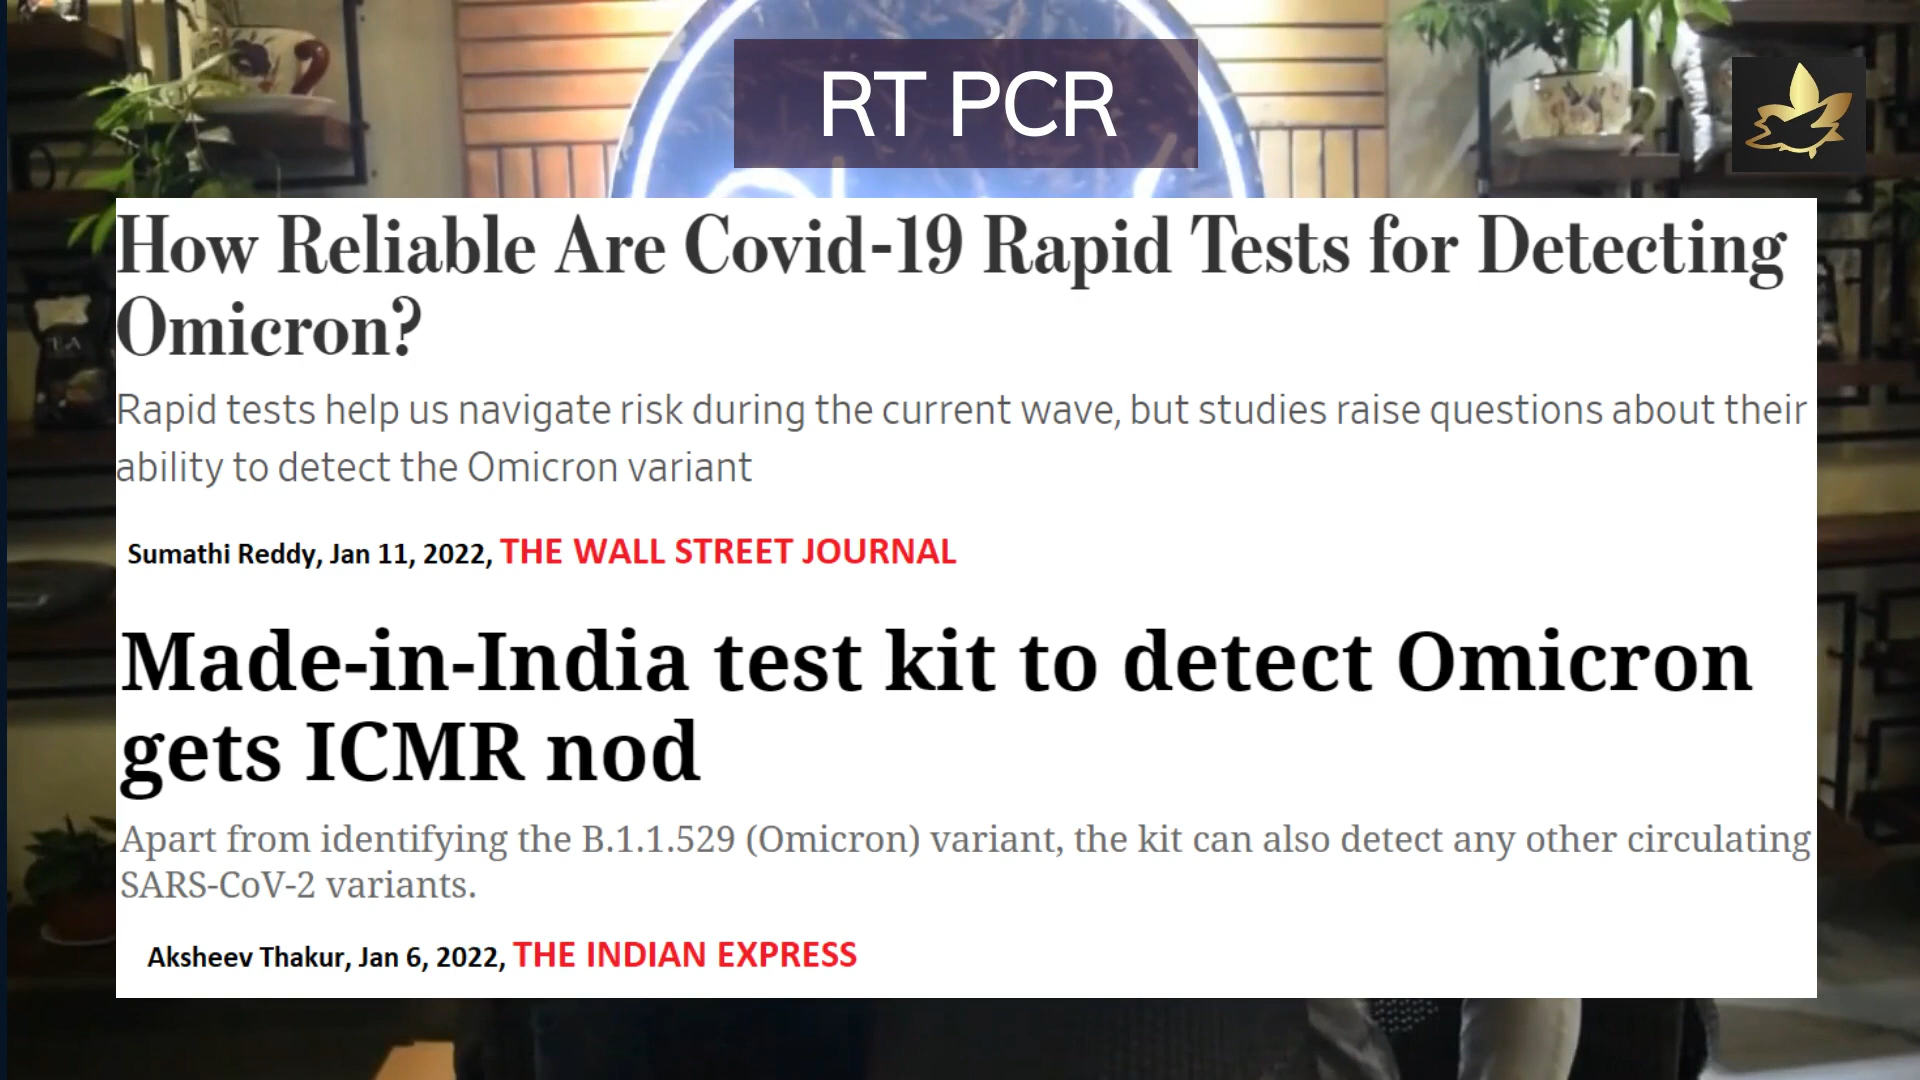 RT PCR
How Reliable Are Covid-19 Rapid Tests for Detecting
Omicron?
Rapid tests help us navigate risk during the current wave, but studies raise questions about their
ability to detect the Omicron variant
Sumathi Reddy, Jan 11, 2022, THE WALL STREET JOURNAL
Made-in-India test kit to detect Omicron
gets ICMR nod
Apart from identifying the B.1.1.529 (Omicron) variant, the kit can also detect any other circulating
SARS-CoV-2 variants.
Aksheev Thakur, Jan 6, 2022, THE INDIAN EXPRESS